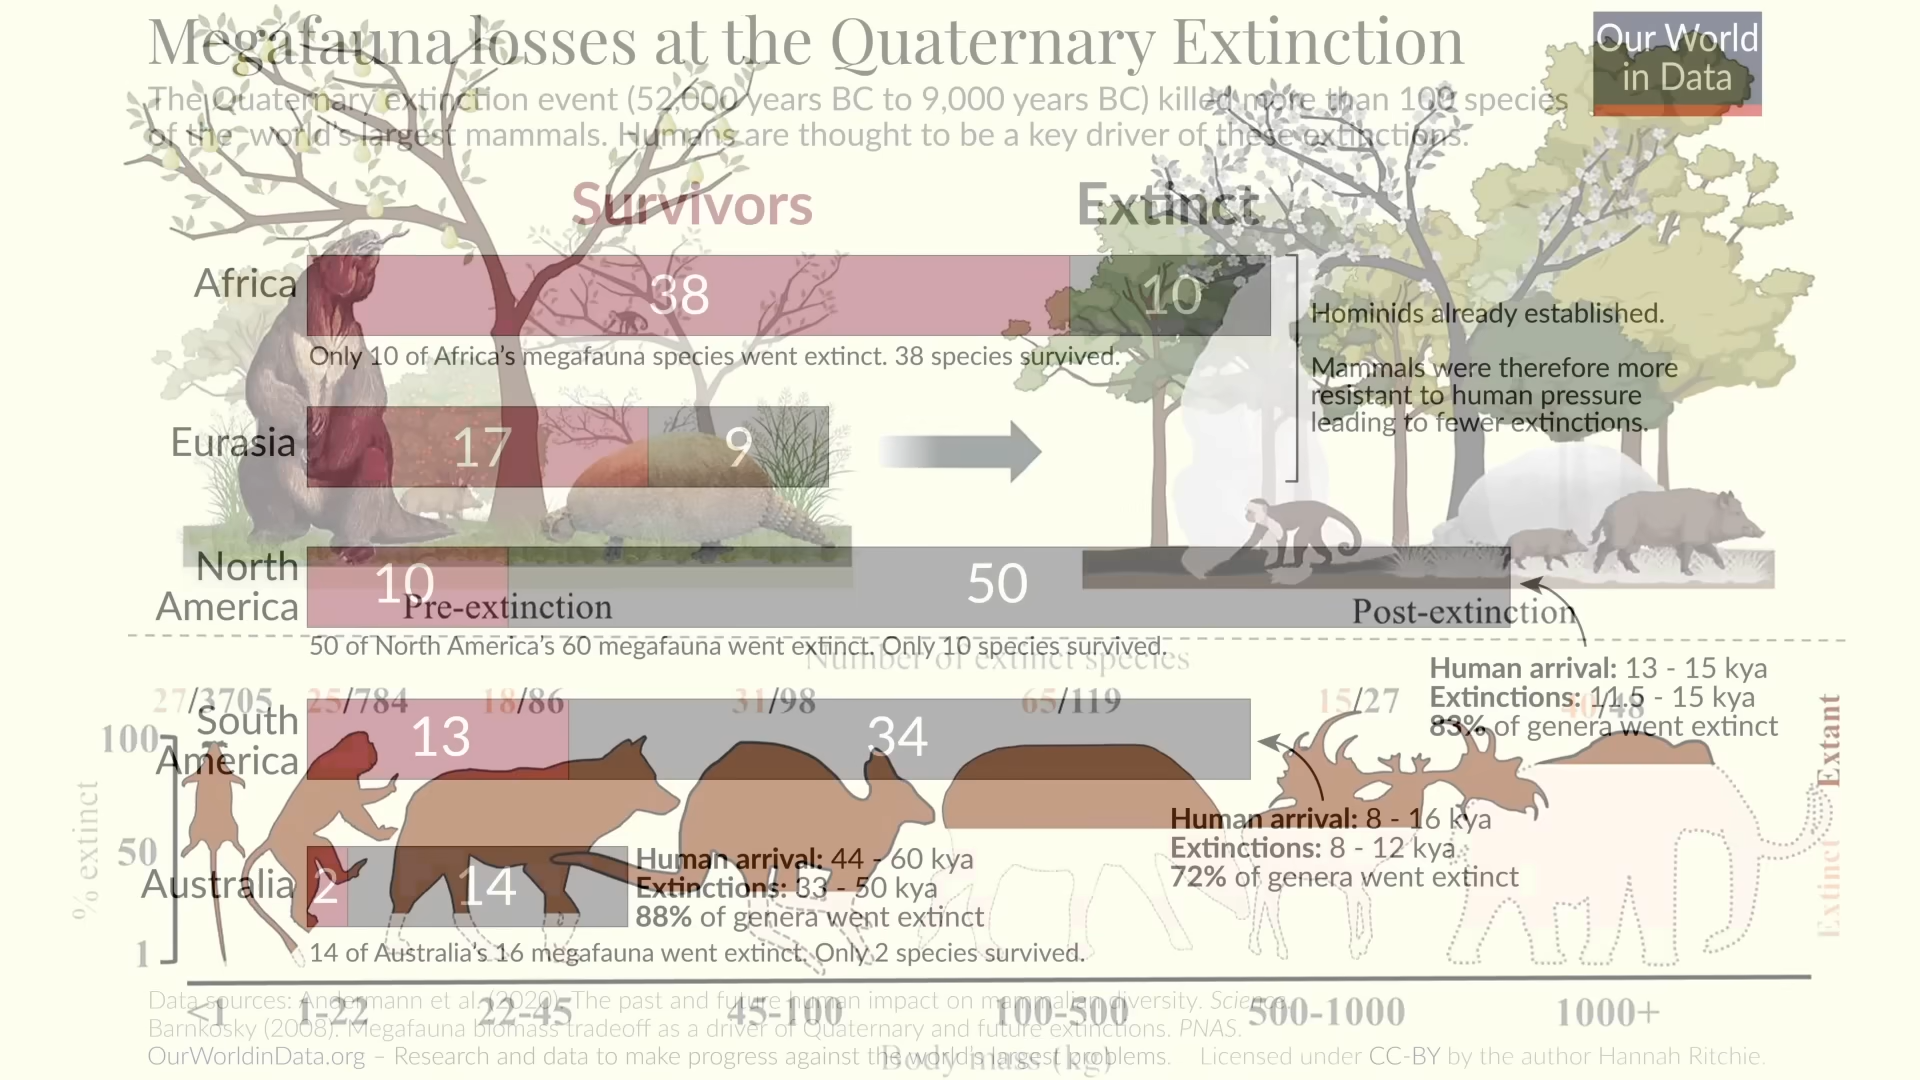 Megafauna losses at the Quaternary Extinction
Our World
in Data
The Quaternary extinction event (52,000 years BC to 9,000 years BC) killed more than 100 species
of the world's largest mammals. Humans are thought to be a key driver of these extinctions.
Survivors
Extinct
Africa
38
10
Only 10 of Africa's megafauna species went extinct. 38 species survived.
Hominids already established.
Mammals were therefore more
resistant to human pressure
leading to fewer extinctions.
Eurasia
17
9
North
America
10
50
Pre-extinction
Post-extinction
50 of North America's 60 megafauna went extinct. Only 10 species survived.
Number of extinct species
Human arrival: 13 - 15 kya
Extinctions: 11.5 - 15 kya
83% of genera went extinct
27/3705
25/784
18/86
31/98
65/119
15/27
40/48
South
America
13
34
Human arrival: 8 - 16 kya
Extinctions: 8 - 12 kya
72% of genera went extinct
100
50
1
% extinct
Extant
Extinct
Australia
2
14
Human arrival: 44 - 60 kya
Extinctions: 33 - 50 kya
88% of genera went extinct
14 of Australia's 16 megafauna went extinct. Only 2 species survived.
<1
1-22
22-45
45-100
100-500
500-1000
1000+
Body mass (kg)
Data sources: Andermann et al. (2020). The past and future human impact on mammalian diversity. Science.
Barnkosky (2008). Megafauna biomass tradeoff as a driver of Quaternary and future extinctions. PNAS.
OurWorldinData.org – Research and data to make progress against the world's largest problems.
Licensed under CC-BY by the author Hannah Ritchie.